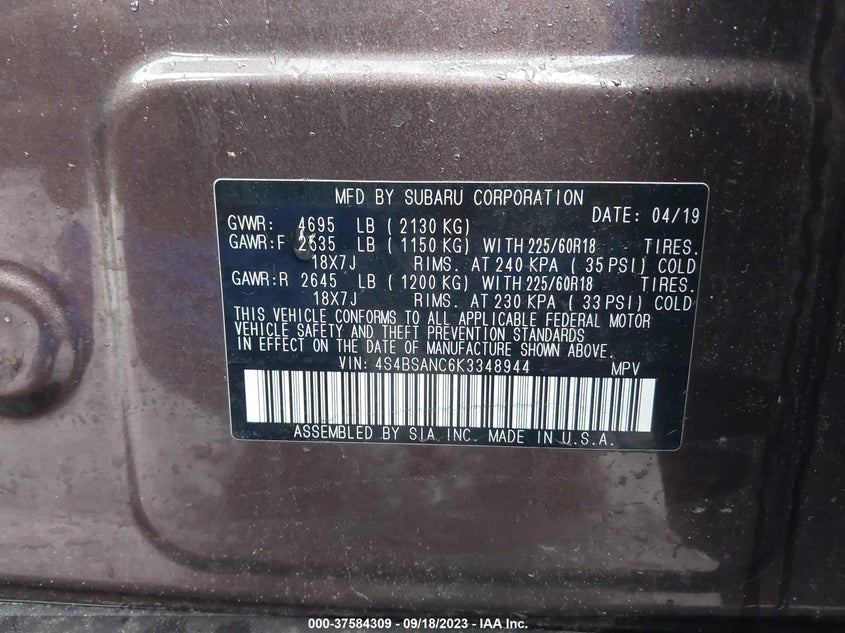 MFD BY SUBARU CORPORATION
DATE: 04/19
GVWR: 4695 LB ( 2130 KG)
GAWR:F 2535 LB ( 1150 KG) WITH 225/60R18 TIRES.
18X7J RIMS. AT 240 KPA ( 35 PSI) COLD
GAWR:R 2645 LB ( 1200 KG) WITH 225/60R18 TIRES.
18X7J RIMS. AT 230 KPA ( 33 PSI) COLD
THIS VEHICLE CONFORMS TO ALL APPLICABLE FEDERAL MOTOR
VEHICLE SAFETY AND THEFT PREVENTION STANDARDS
IN EFFECT ON THE DATE OF MANUFACTURE SHOWN ABOVE.
VIN: 4S4BSANC6K3348944 MPV
ASSEMBLED BY SIA INC. MADE IN U.S.A.
000-37584309 - 09/18/2023 - IAA Inc.